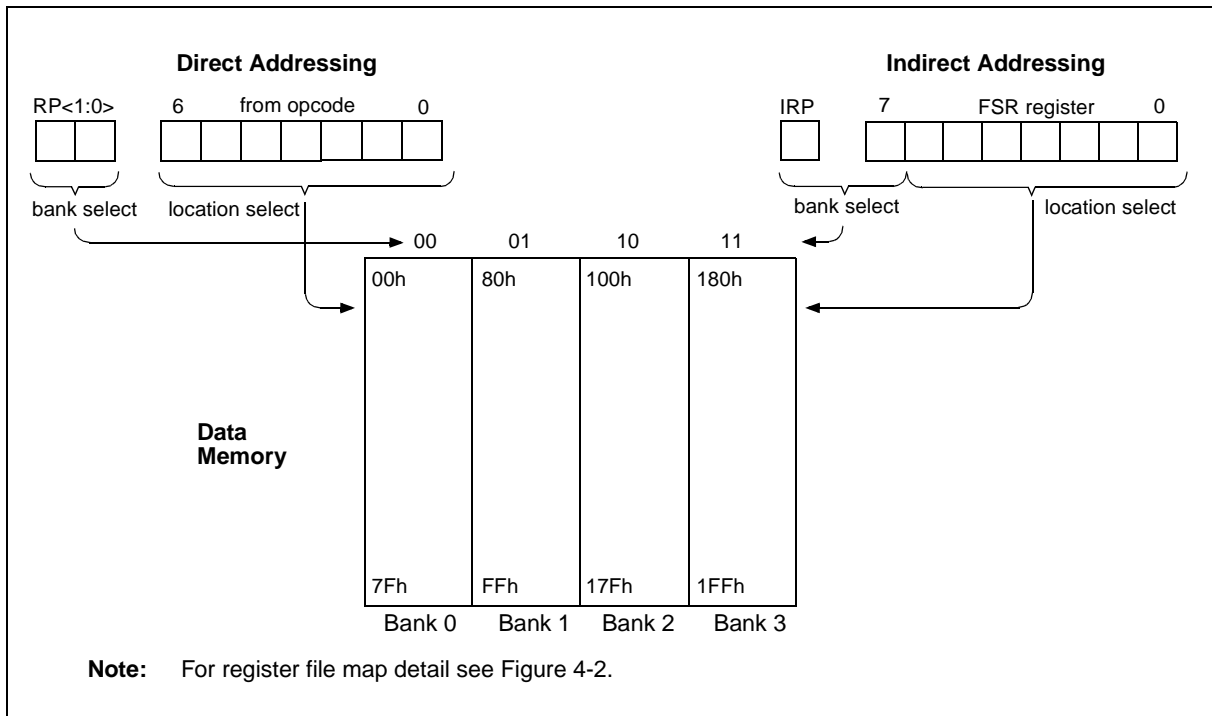 Direct Addressing
Indirect Addressing
RP<1:0>
6 from opcode 0
IRP
7 FSR register 0
bank select
location select
bank select
location select
00 01 10 11
00h 80h 100h 180h
Data
Memory
7Fh FFh 17Fh 1FFh
Bank 0 Bank 1 Bank 2 Bank 3
Note: For register file map detail see Figure 4-2.